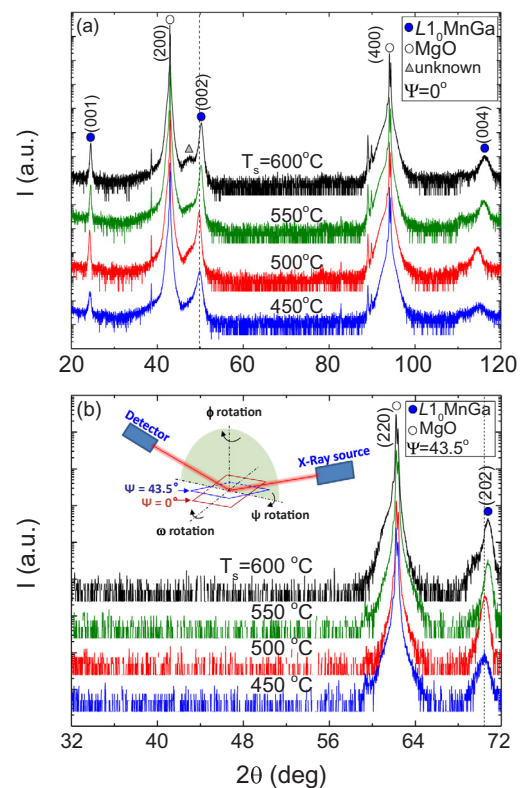 (a)
(200)
(400)
L1₀MnGa
MgO
unknown
Ψ=0°
(001)
(002)
(004)
Tₛ=600°C
550°C
500°C
450°C
I (a.u.)
20 40 60 80 100 120
(b)
ϕ rotation
Detector
X-Ray source
Ψ = 43.5°
Ψ = 0°
ω rotation
ψ rotation
(220)
L1₀MnGa
MgO
Ψ=43.5°
(202)
Tₛ=600 °C
550 °C
500 °C
450 °C
I (a.u.)
32 40 48 56 64 72
2θ (deg)